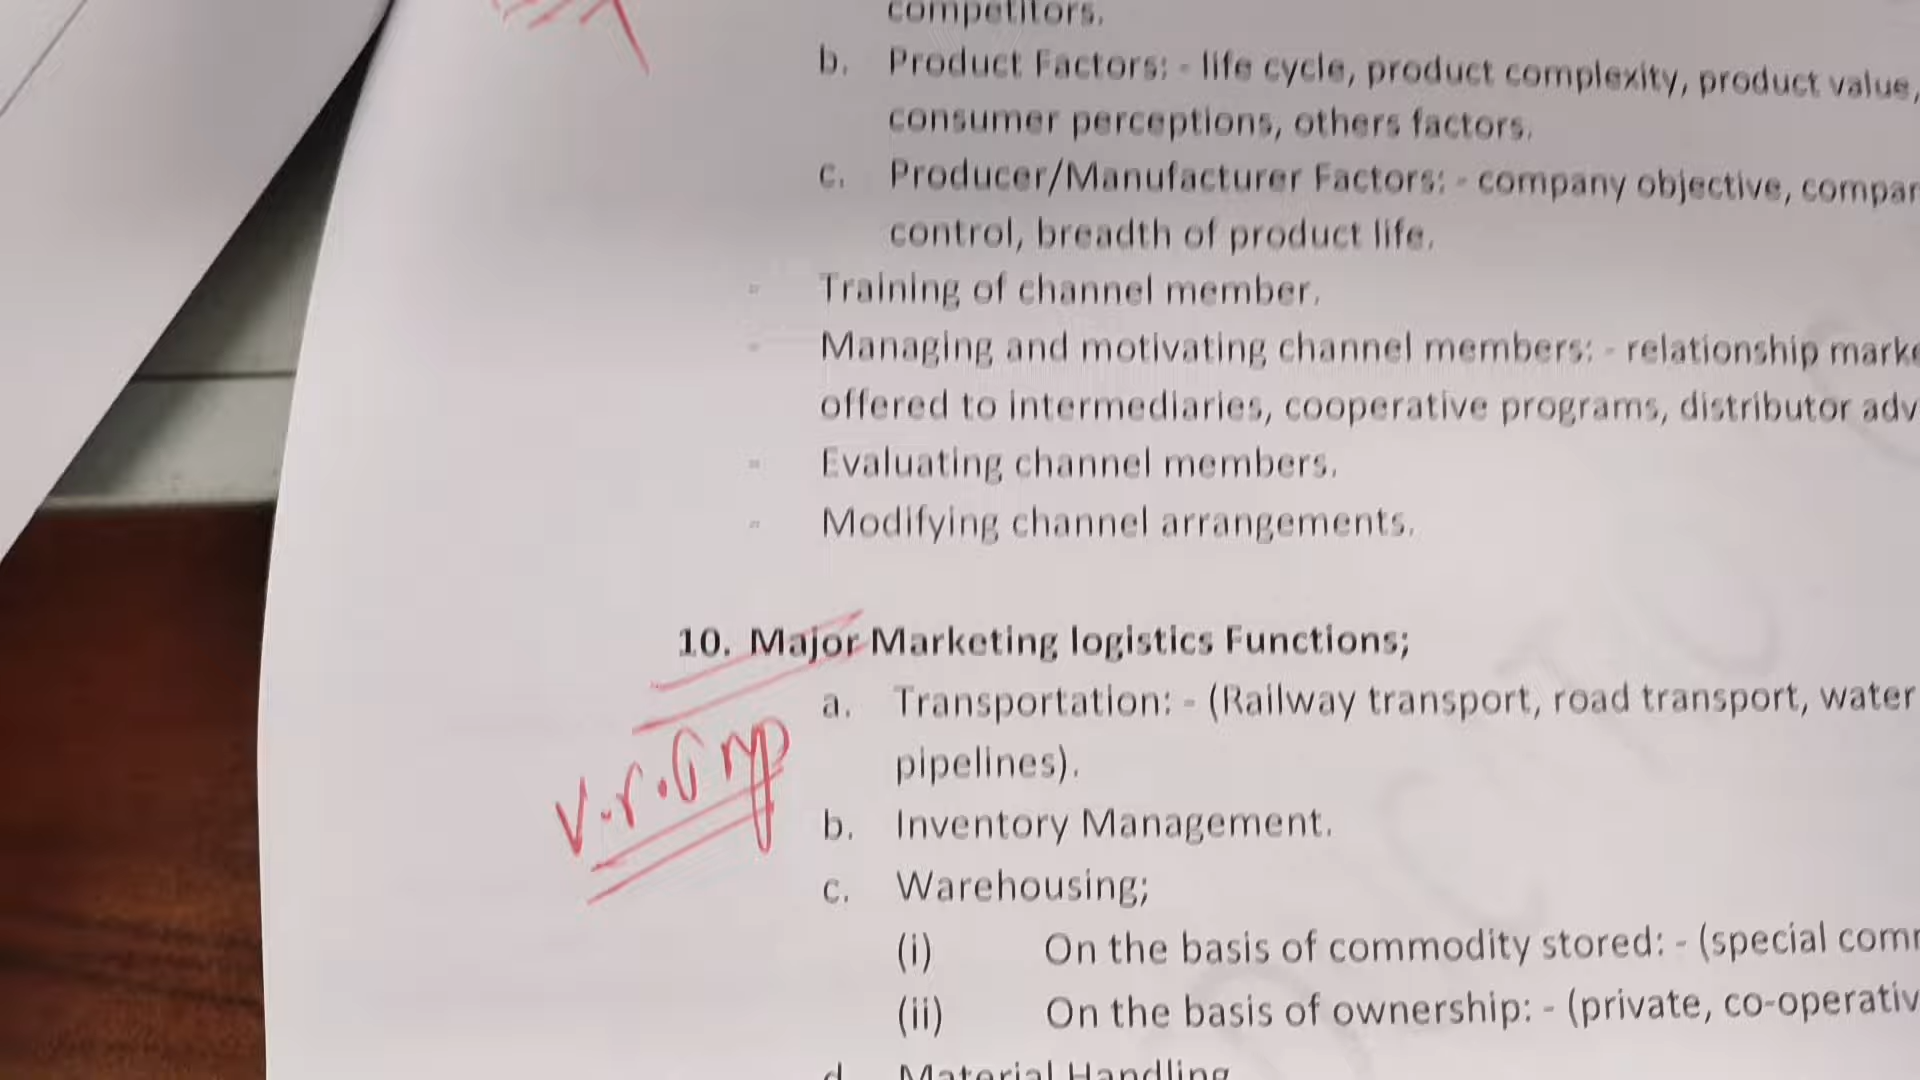 competitors.
b. Product Factors: - life cycle, product complexity, product value,
consumer perceptions, others factors.
c. Producer/Manufacturer Factors: - company objective,
control, breadth of product life.
Training of channel member.
Managing and motivating channel members: - relationship
offered to intermediaries, cooperative programs, distributor
Evaluating channel members.
Modifying channel arrangements.
10. Major Marketing logistics Functions;
a. Transportation: - (Railway transport, road transport, water
pipelines).
b. Inventory Management.
c. Warehousing;
(i) On the basis of commodity stored: - (special
(ii) On the basis of ownership: - (private,
d. Material Handling